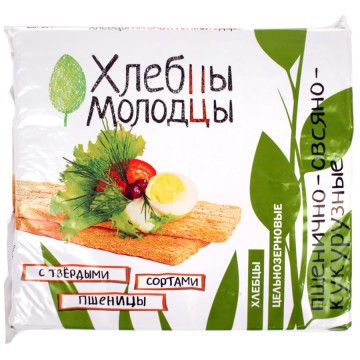 Хлебцы
Молодцы
с твёрдыми
сортами
пшеницы
хлебцы
цельнозерновые
пшенично-овсяно-
кукурузные